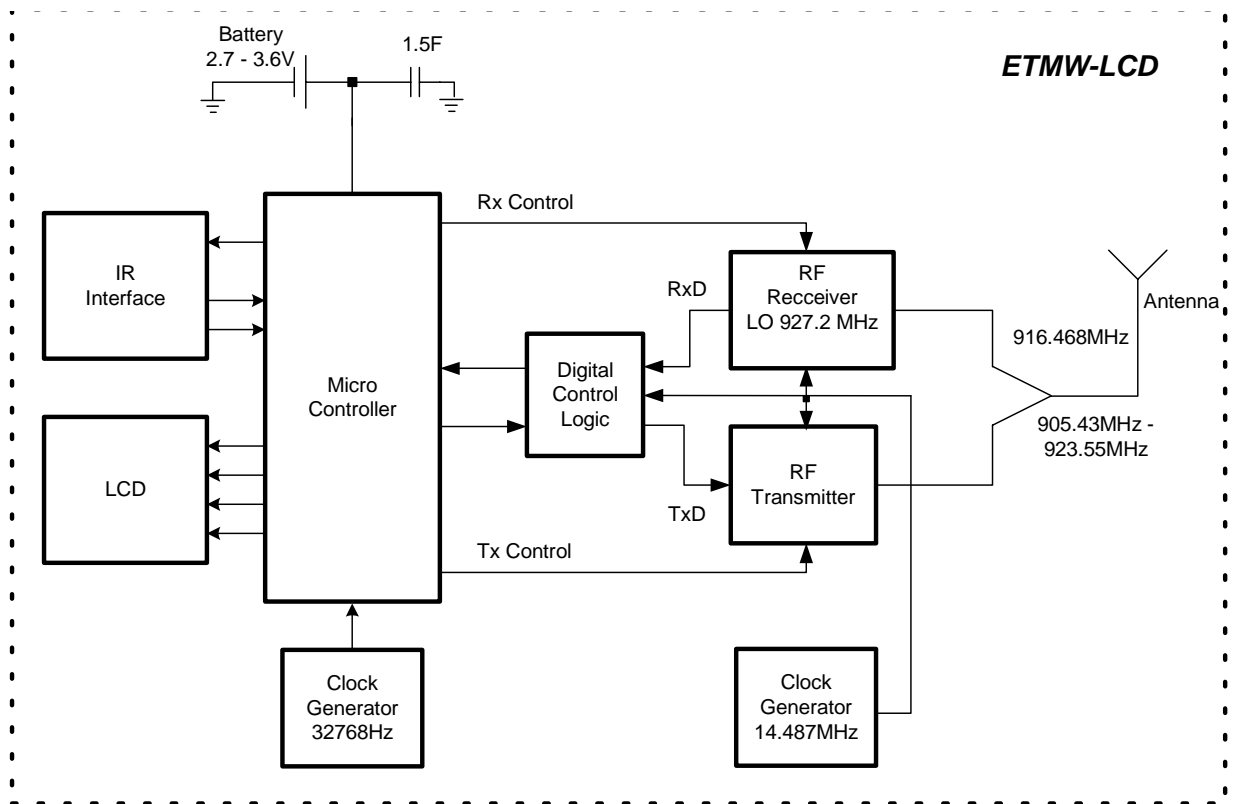 Battery
2.7 - 3.6V
1.5F
ETMW-LCD
Rx Control
IR
Interface
RxD
RF
Recceiver
LO 927.2 MHz
Antenna
916.468MHz
Micro
Controller
Digital
Control
Logic
905.43MHz -
923.55MHz
LCD
RF
Transmitter
TxD
Tx Control
Clock
Generator
32768Hz
Clock
Generator
14.487MHz